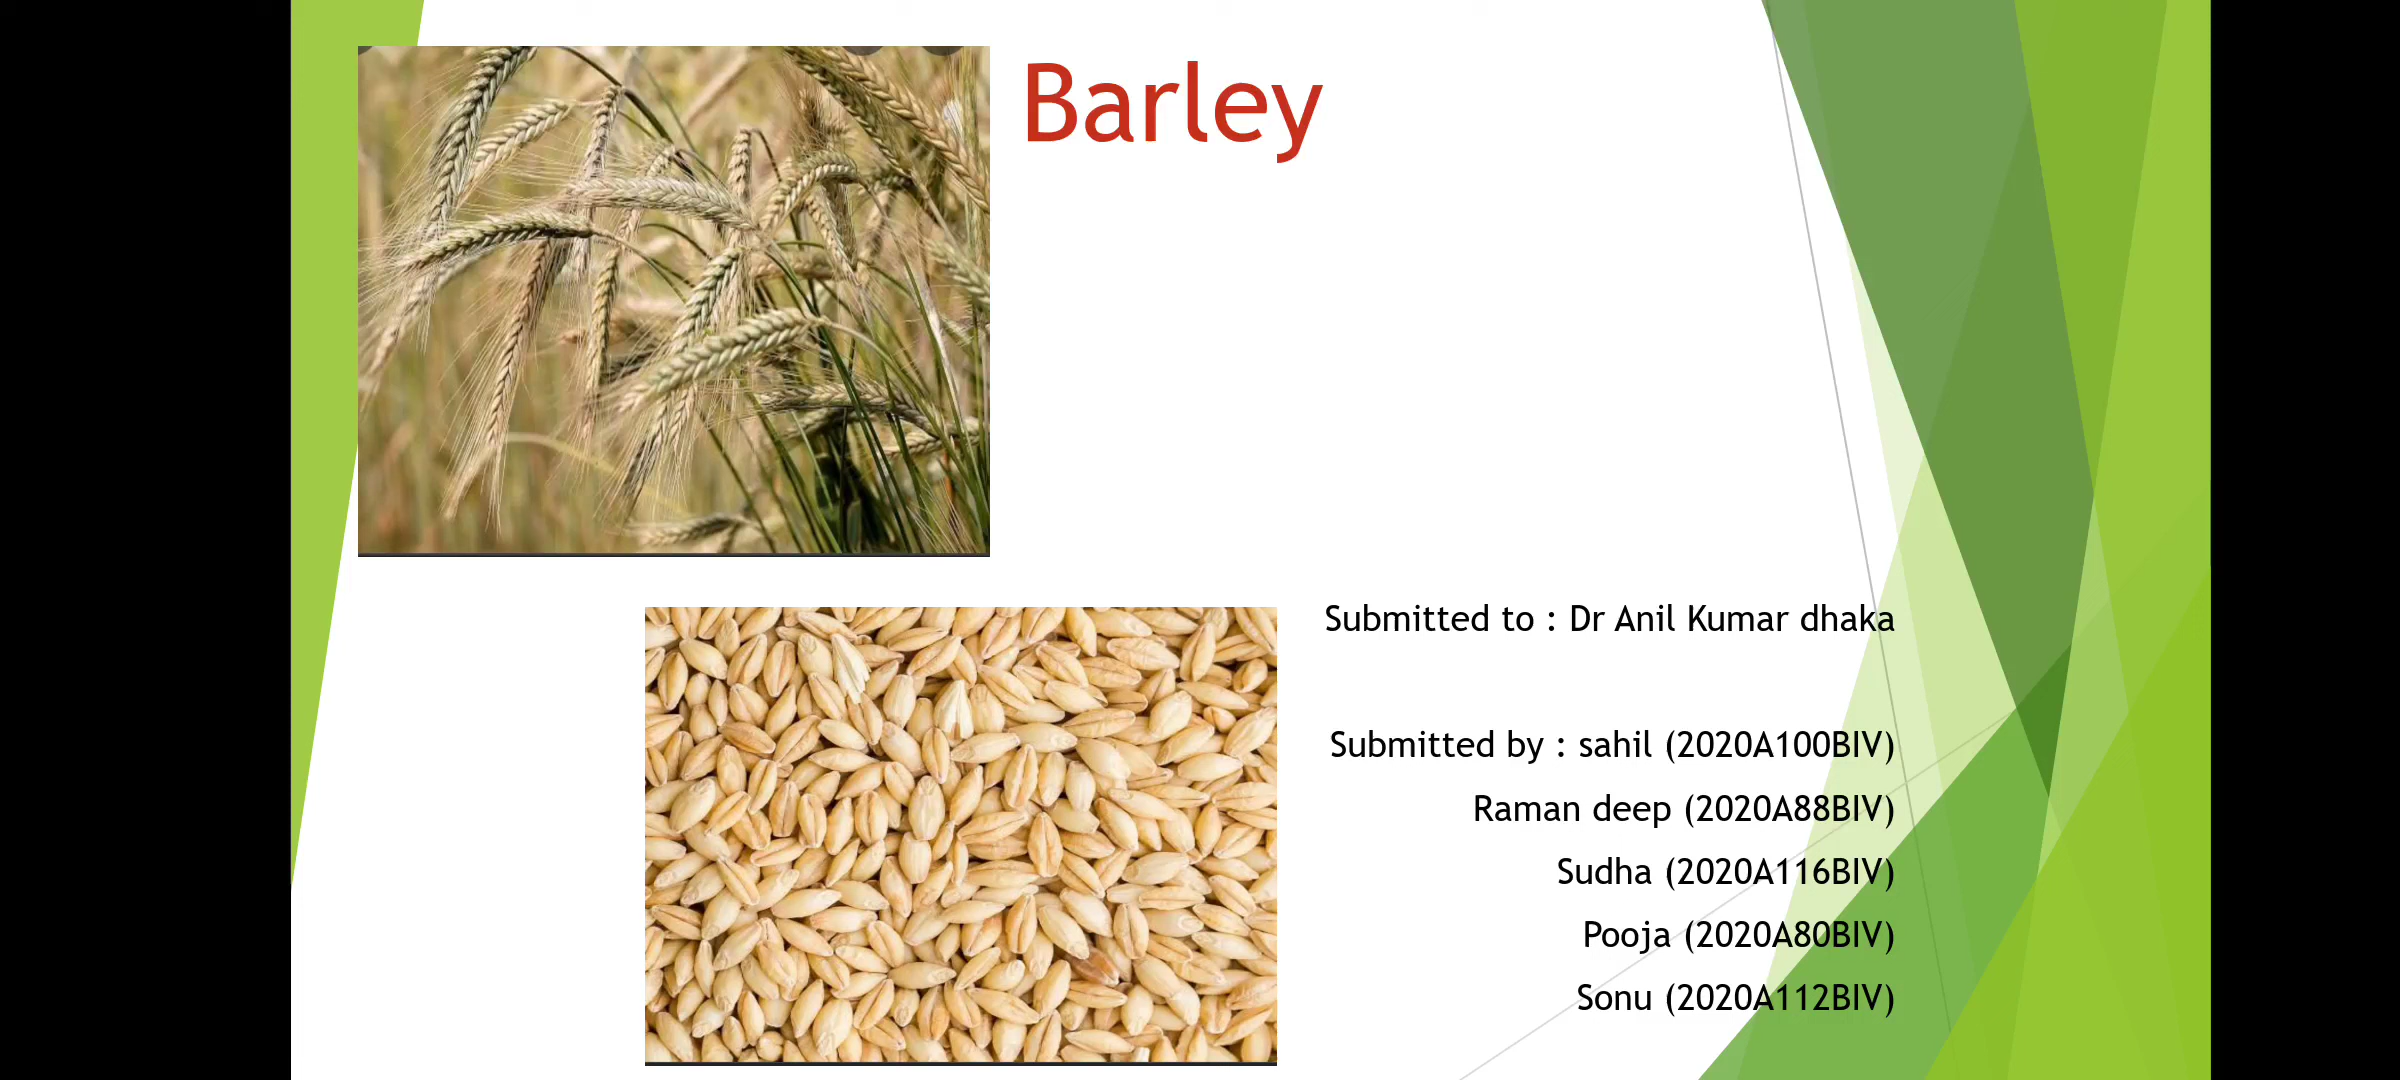 Barley
Submitted to : Dr Anil Kumar dhaka
Submitted by : sahil (2020A100BIV)
Raman deep (2020A88BIV)
Sudha (2020A116BIV)
Pooja (2020A80BIV)
Sonu (2020A112BIV)